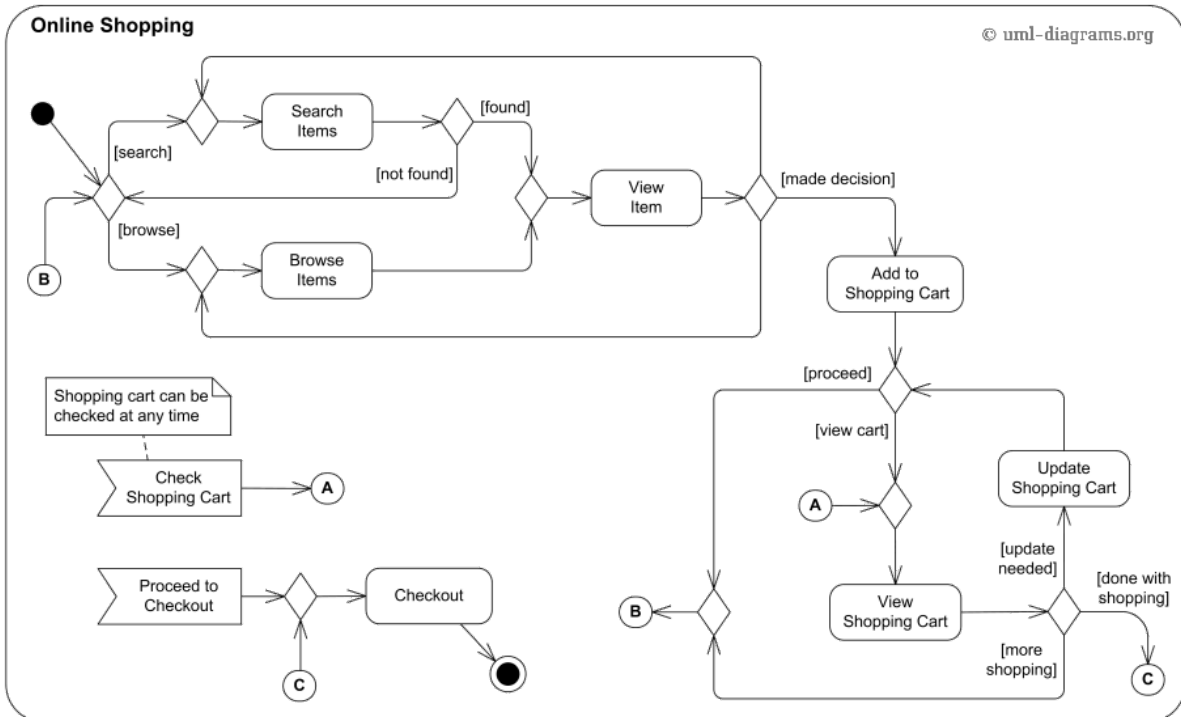 Online Shopping
© uml-diagrams.org
Search
Items
[found]
[search]
[not found]
View
Item
[made decision]
[browse]
B
Browse
Items
Add to
Shopping Cart
Shopping cart can be
checked at any time
[proceed]
[view cart]
Check
Shopping Cart
A
A
Update
Shopping Cart
[update
needed]
[done with
shopping]
Proceed to
Checkout
Checkout
B
View
Shopping Cart
[more
shopping]
C
C